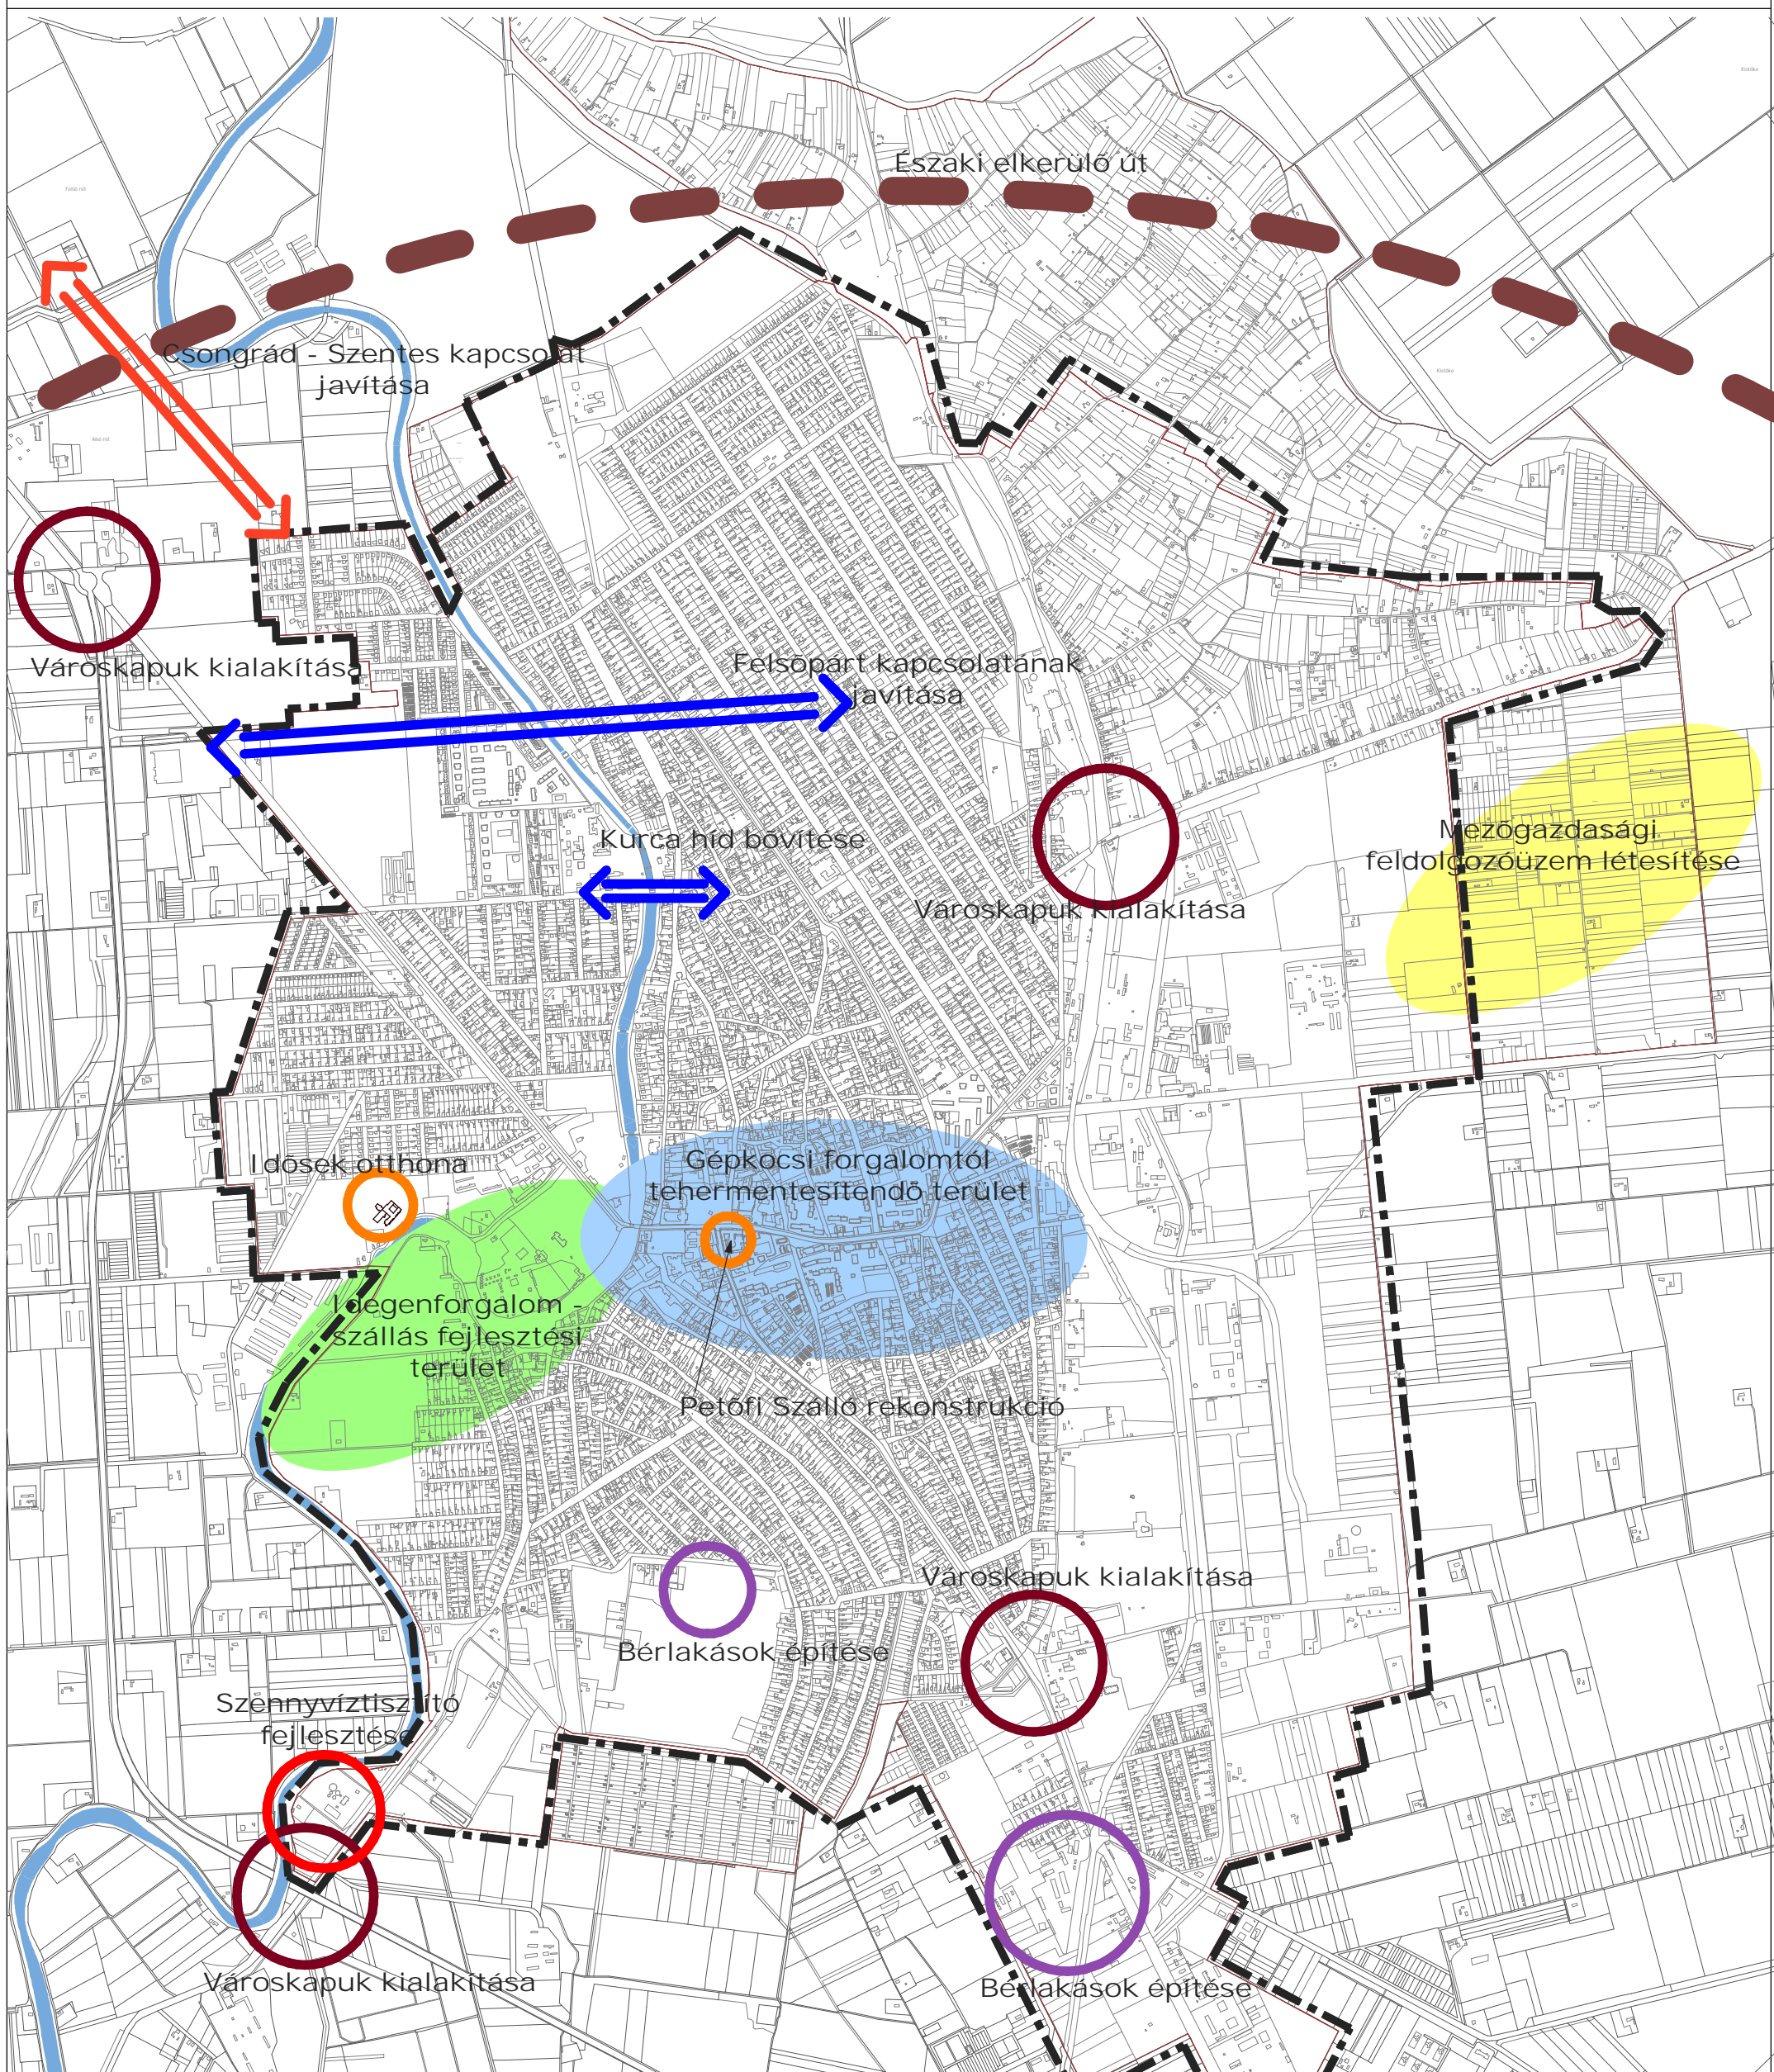 Északi elkerülő út
Csongrád - Szentes kapcsolat
javítása
Városkapuk kialakítása
Felsőpárt kapcsolatának
javítása
Kurca híd bővítése
Városkapuk kialakítása
Mezőgazdasági
feldolgozóüzem létesítése
Idősek otthona
Gépkocsi forgalomtól
tehermentesítendő terület
Idegenforgalom -
szállás fejlesztési
terület
Petőfi Szálló rekonstrukció
Városkapuk kialakítása
Bérlakások építése
Szennyvíztisztító
fejlesztése
Városkapuk kialakítása
Bérlakások építése